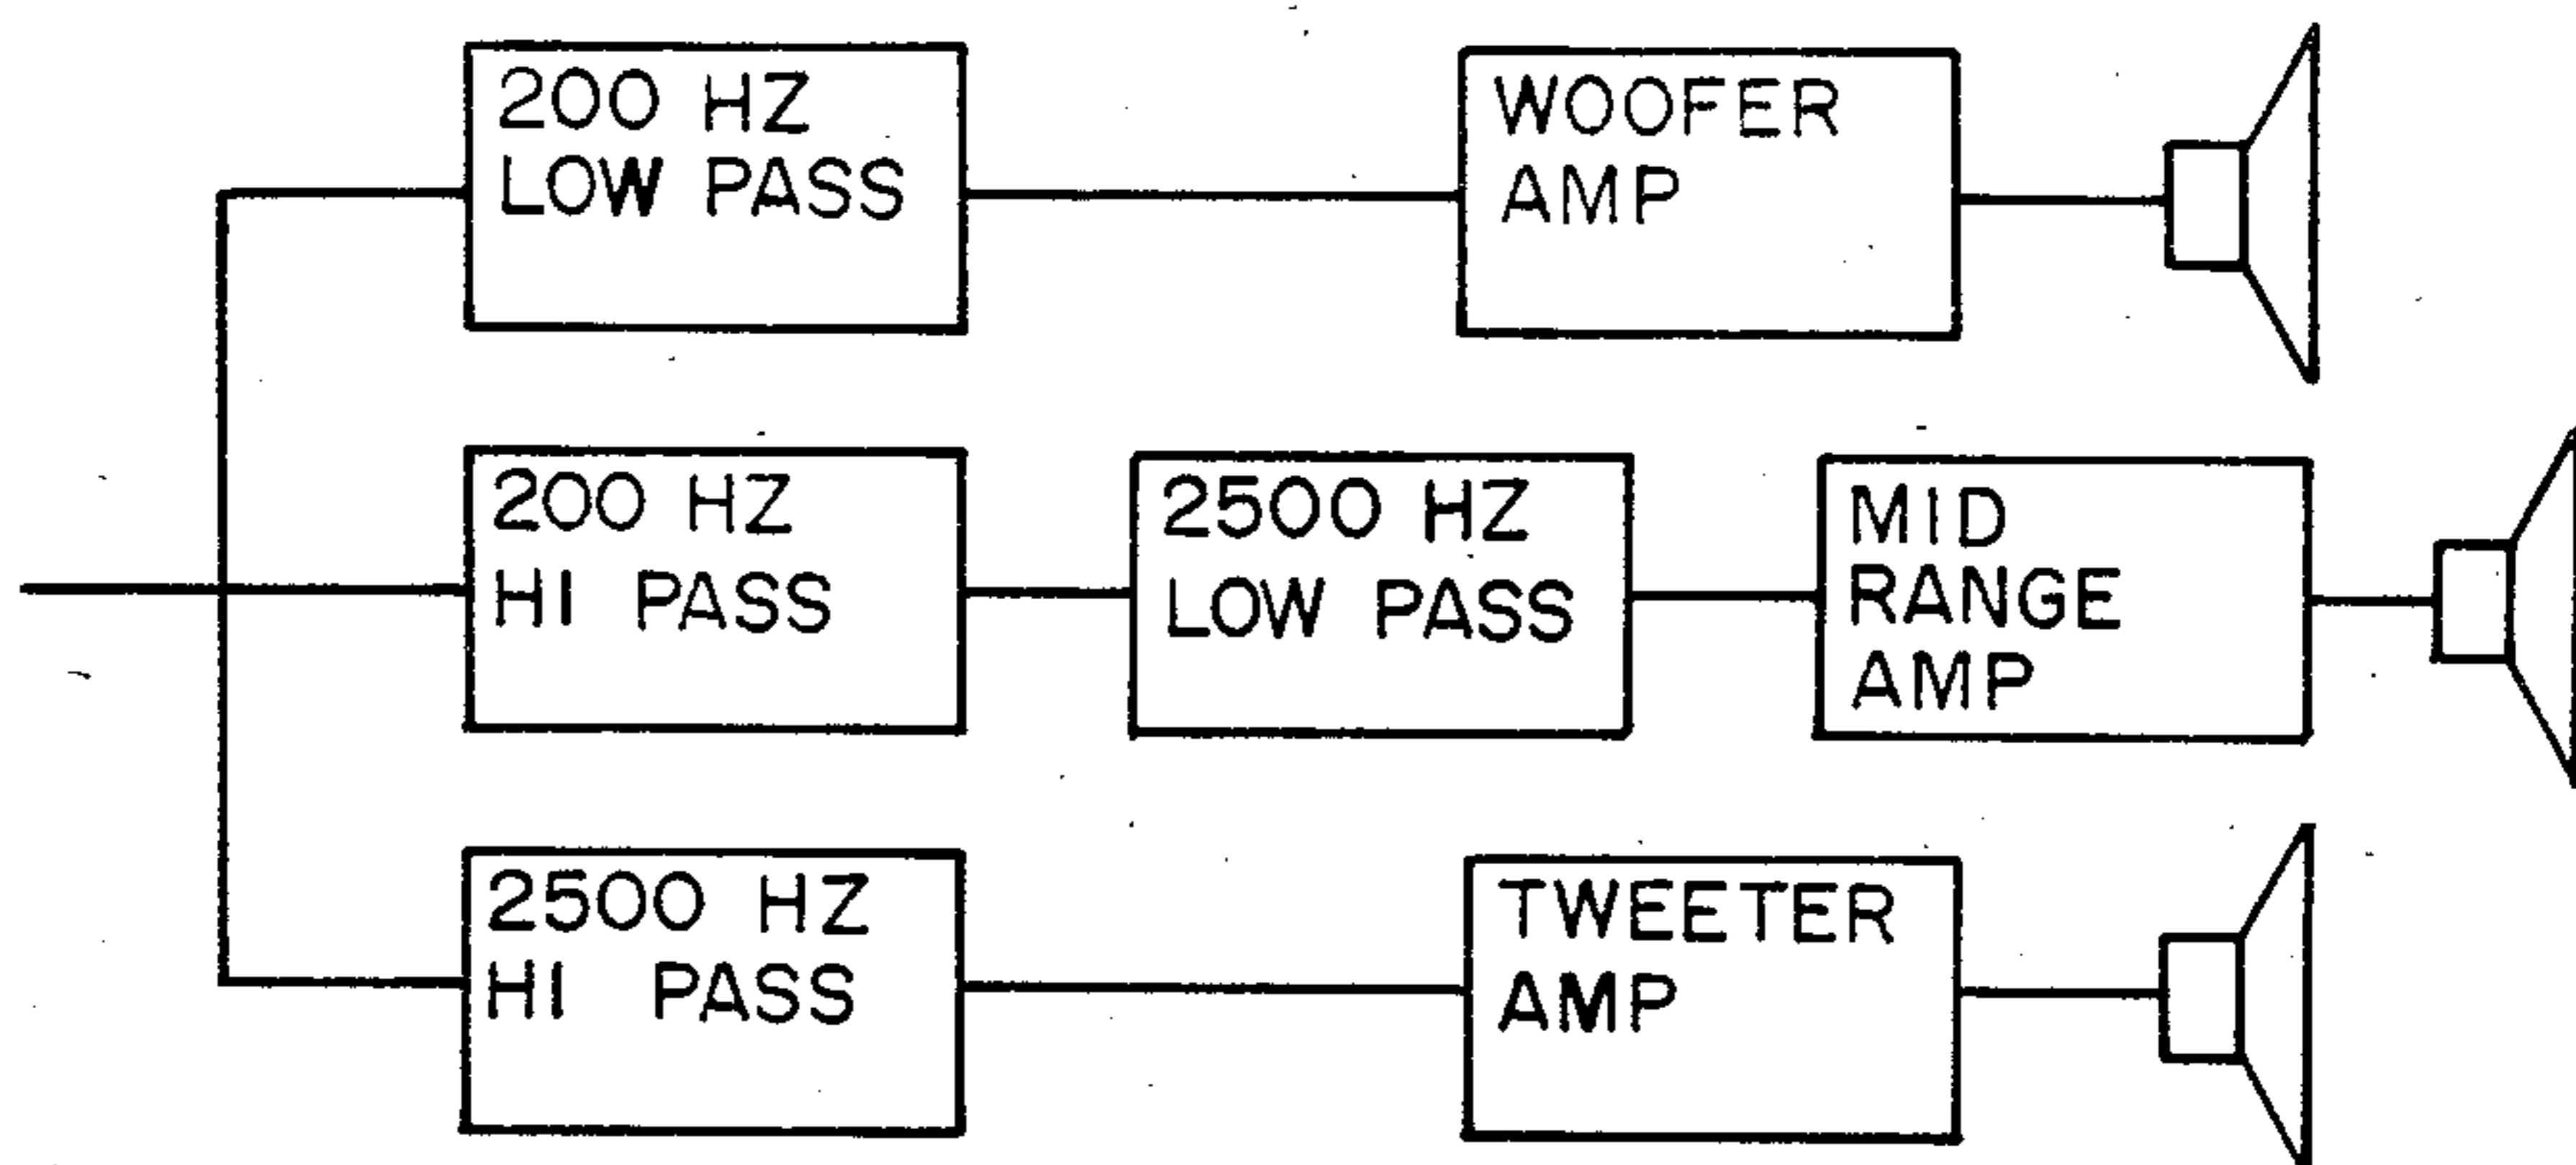 200 HZ
LOW PASS
WOOFER
AMP
200 HZ
HI PASS
2500 HZ
LOW PASS
MID
RANGE
AMP
2500 HZ
HI PASS
TWEETER
AMP